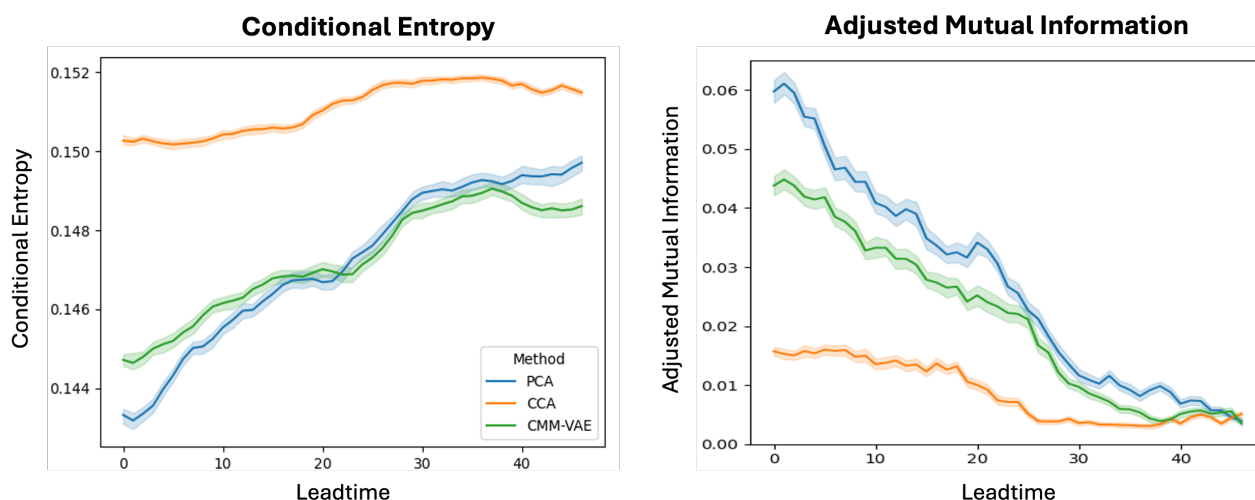 Conditional Entropy
Conditional Entropy
0.152
0.150
0.148
0.146
0.144
0
10
20
30
40
Leadtime
Method
PCA
CCA
CMM-VAE
Adjusted Mutual Information
Adjusted Mutual Information
0.06
0.05
0.04
0.03
0.02
0.01
0.00
0
10
20
30
40
Leadtime